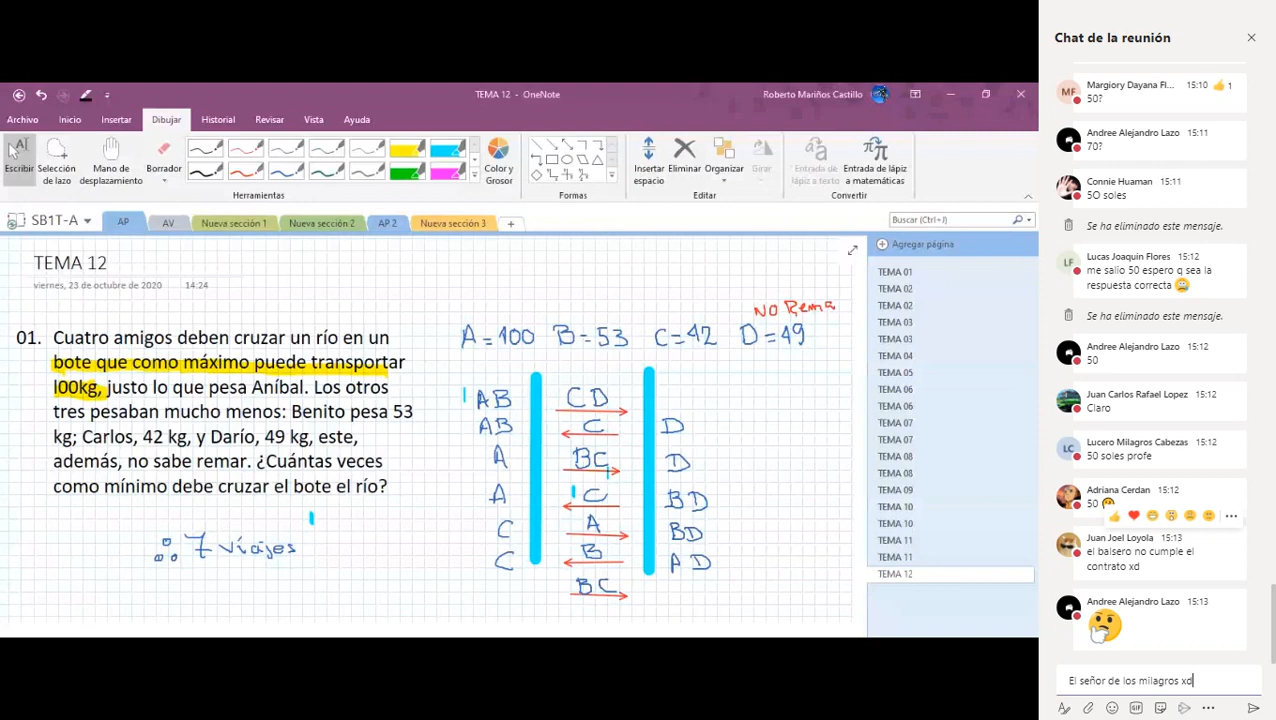 Chat de la reunión
TEMA 12 - OneNote
Roberto Mariños Castillo
Archivo Inicio Insertar Dibujar Historial Revisar Vista Ayuda
Escribir
Selección de lazo
Mano de desplazamiento
Borrador
Color y Grosor
Insertar espacio
Eliminar
Organizar
Girar
Entrada de lápiz a texto
Entrada de lápiz a matemáticas
Herramientas
Formas
Editar
Convertir
SB1T-A
AP
AV
Nueva sección 1
Nueva sección 2
AP 2
Nueva sección 3
+
Buscar (Ctrl+J)
TEMA 12
viernes, 23 de octubre de 2020 14:24
01. Cuatro amigos deben cruzar un río en un
bote que como máximo puede transportar
l00kg, justo lo que pesa Aníbal. Los otros
tres pesaban mucho menos: Benito pesa 53
kg; Carlos, 42 kg, y Darío, 49 kg, este,
además, no sabe remar. ¿Cuántas veces
como mínimo debe cruzar el bote el río?
∴ 7 viajes
NO Rema
A = 100 B = 53 C = 42 D = 49
AB CD
AB C D
A BC D
A C BD
C A BD
C B AD
BC
Agregar página
TEMA 01
TEMA 02
TEMA 02
TEMA 03
TEMA 03
TEMA 04
TEMA 05
TEMA 06
TEMA 06
TEMA 07
TEMA 07
TEMA 08
TEMA 08
TEMA 09
TEMA 10
TEMA 10
TEMA 11
TEMA 11
TEMA 12
MF Margiory Dayana Fl... 15:10 1
50?
Andree Alejandro Lazo 15:11
70?
Connie Huaman 15:11
5O soles
Se ha eliminado este mensaje.
LF Lucas Joaquin Flores 15:12
me salio 50 espero q sea la
respuesta correcta
Se ha eliminado este mensaje.
Andree Alejandro Lazo 15:12
50
Juan Carlos Rafael Lopez 15:12
Claro
LC Lucero Milagros Cabezas 15:12
50 soles profe
Adriana Cerdan 15:12
50
Juan Joel Loyola 15:13
el balsero no cumple el
contrato xd
Andree Alejandro Lazo 15:13
El señor de los milagros xd